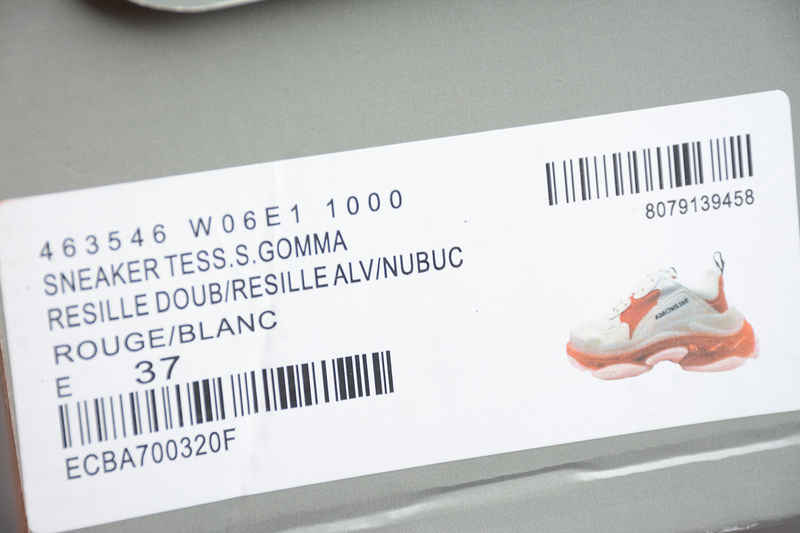 463546 W06E1 1000
SNEAKER TESS.S.GOMMA
RESILLE DOUB/RESILLE ALV/NUBUC
ROUGE/BLANC
E 37
ECBA700320F
8079139458